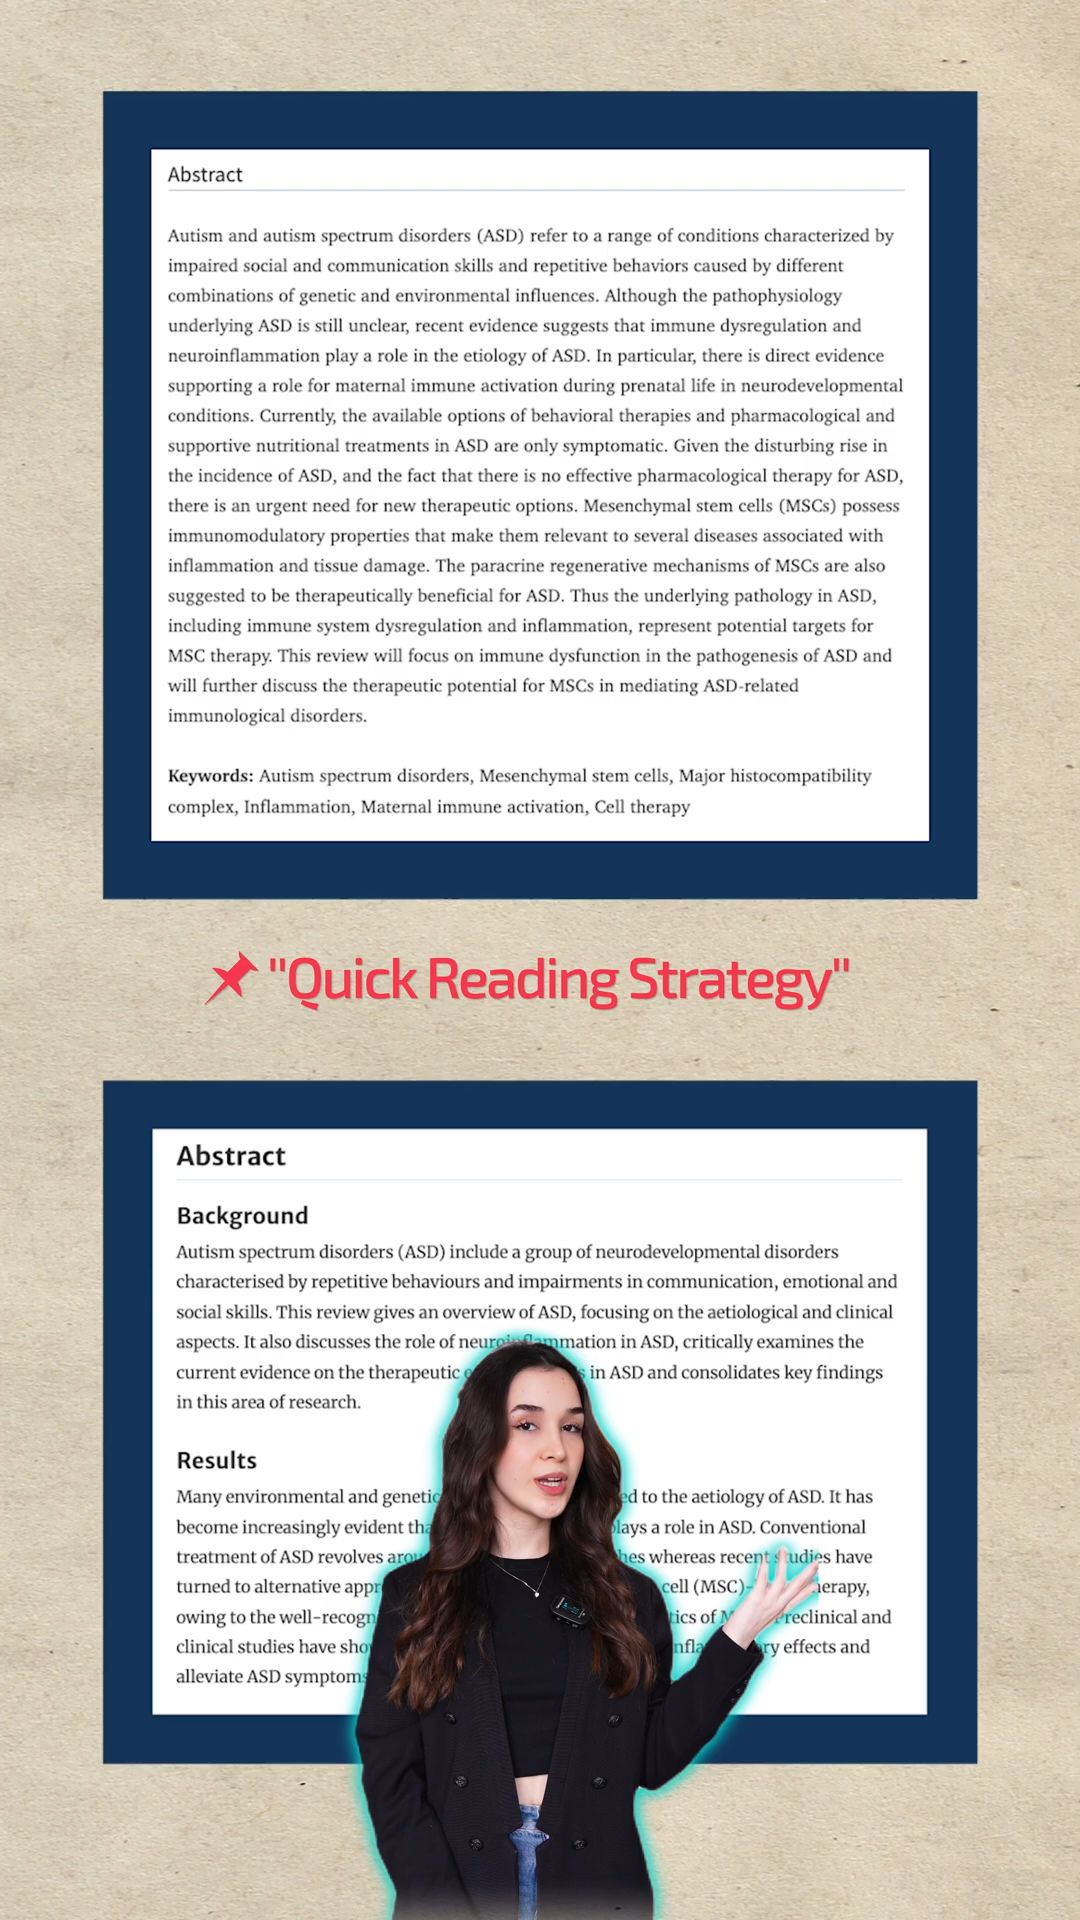 Abstract
Autism and autism spectrum disorders (ASD) refer to a range of conditions characterized by
impaired social and communication skills and repetitive behaviors caused by different
combinations of genetic and environmental influences. Although the pathophysiology
underlying ASD is still unclear, recent evidence suggests that immune dysregulation and
neuroinflammation play a role in the etiology of ASD. In particular, there is direct evidence
supporting a role for maternal immune activation during prenatal life in neurodevelopmental
conditions. Currently, the available options of behavioral therapies and pharmacological and
supportive nutritional treatments in ASD are only symptomatic. Given the disturbing rise in
the incidence of ASD, and the fact that there is no effective pharmacological therapy for ASD,
there is an urgent need for new therapeutic options. Mesenchymal stem cells (MSCs) possess
immunomodulatory properties that make them relevant to several diseases associated with
inflammation and tissue damage. The paracrine regenerative mechanisms of MSCs are also
suggested to be therapeutically beneficial for ASD. Thus the underlying pathology in ASD,
including immune system dysregulation and inflammation, represent potential targets for
MSC therapy. This review will focus on immune dysfunction in the pathogenesis of ASD and
will further discuss the therapeutic potential for MSCs in mediating ASD-related
immunological disorders.
Keywords: Autism spectrum disorders, Mesenchymal stem cells, Major histocompatibility
complex, Inflammation, Maternal immune activation, Cell therapy
"Quick Reading Strategy"
Abstract
Background
Autism spectrum disorders (ASD) include a group of neurodevelopmental disorders
characterised by repetitive behaviours and impairments in communication, emotional and
social skills. This review gives an overview of ASD, focusing on the aetiological and clinical
aspects. It also discusses the role of neuroinflammation in ASD, critically examines the
current evidence on the therapeutic in ASD and consolidates key findings
in this area of research.
Results
Many environmental and genetic to the aetiology of ASD. It has
become increasingly evident a role in ASD. Conventional
treatment of ASD revolves whereas recent studies have
turned to alternative cell (MSC)-
owing to the of Preclinical and
clinical studies have effects and
alleviate ASD symptoms